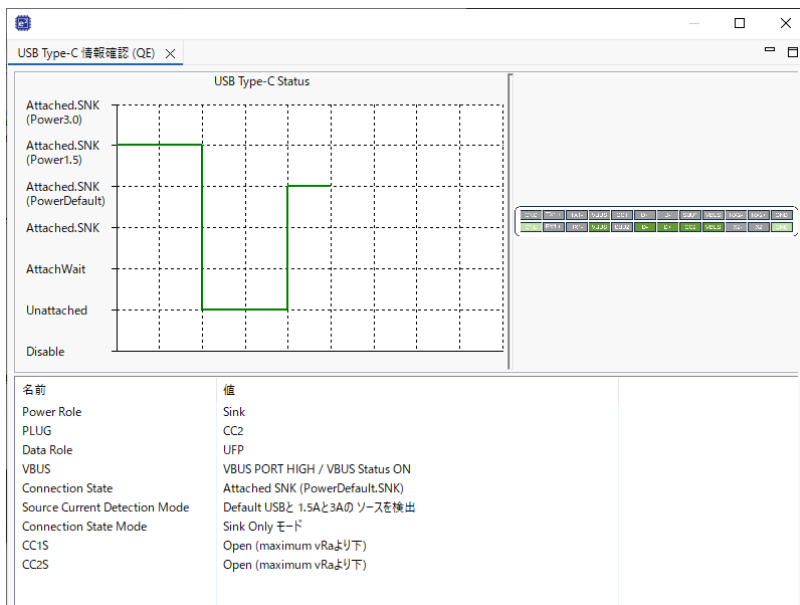 USB Type-C 情報確認 (QE)
USB Type-C Status
Attached.SNK
(Power3.0)
Attached.SNK
(Power1.5)
Attached.SNK
(PowerDefault)
Attached.SNK
AttachWait
Unattached
Disable
名前 値
Power Role Sink
PLUG CC2
Data Role UFP
VBUS VBUS PORT HIGH / VBUS Status ON
Connection State Attached SNK (PowerDefault.SNK)
Source Current Detection Mode Default USBと 1.5Aと3Aの ソースを検出
Connection State Mode Sink Only モード
CC1S Open (maximum vRaより下)
CC2S Open (maximum vRaより下)